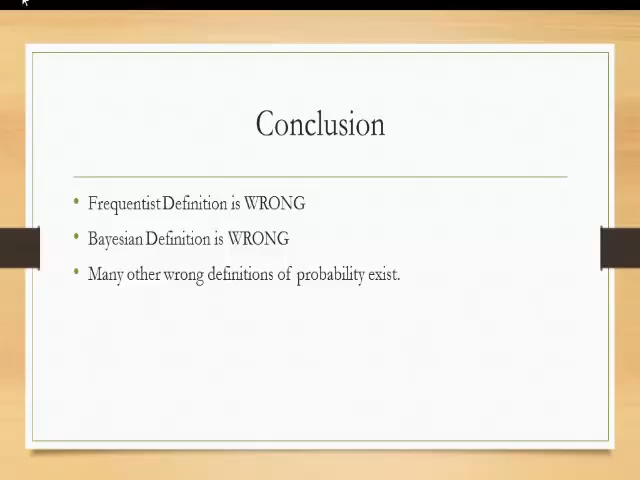 Conclusion
• Frequentist Definition is WRONG
• Bayesian Definition is WRONG
• Many other wrong definitions of probability exist.